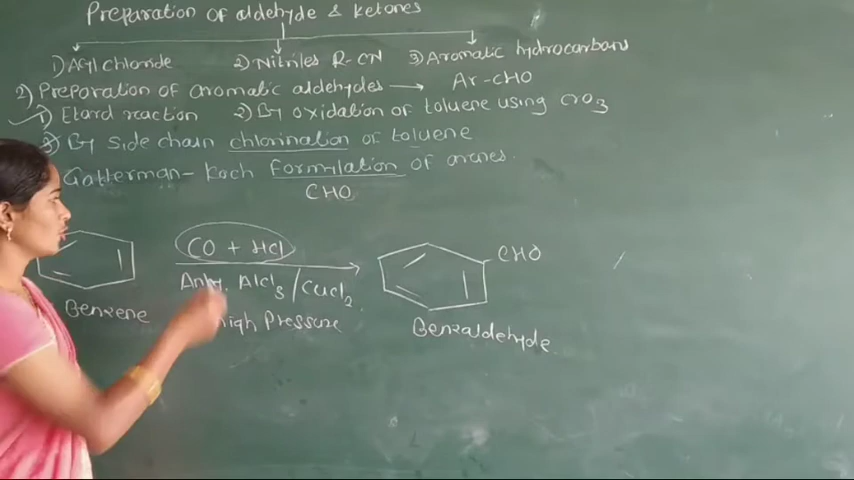 Preparation of aldehyde & ketones
1) Acyl chloride 2) Nitriles R-CN 3) Aromatic hydrocarbons
2) Preparation of aromatic aldehydes → Ar-CHO
1) Etard reaction 2) By oxidation of toluene using CrO3
3) By side chain chlorination of toluene
Gatterman-Koch formylation of arenes.
CHO
CO + HCl
CHO
Anhy. AlCl3/CuCl2
Benzene
high Pressure
Benzaldehyde